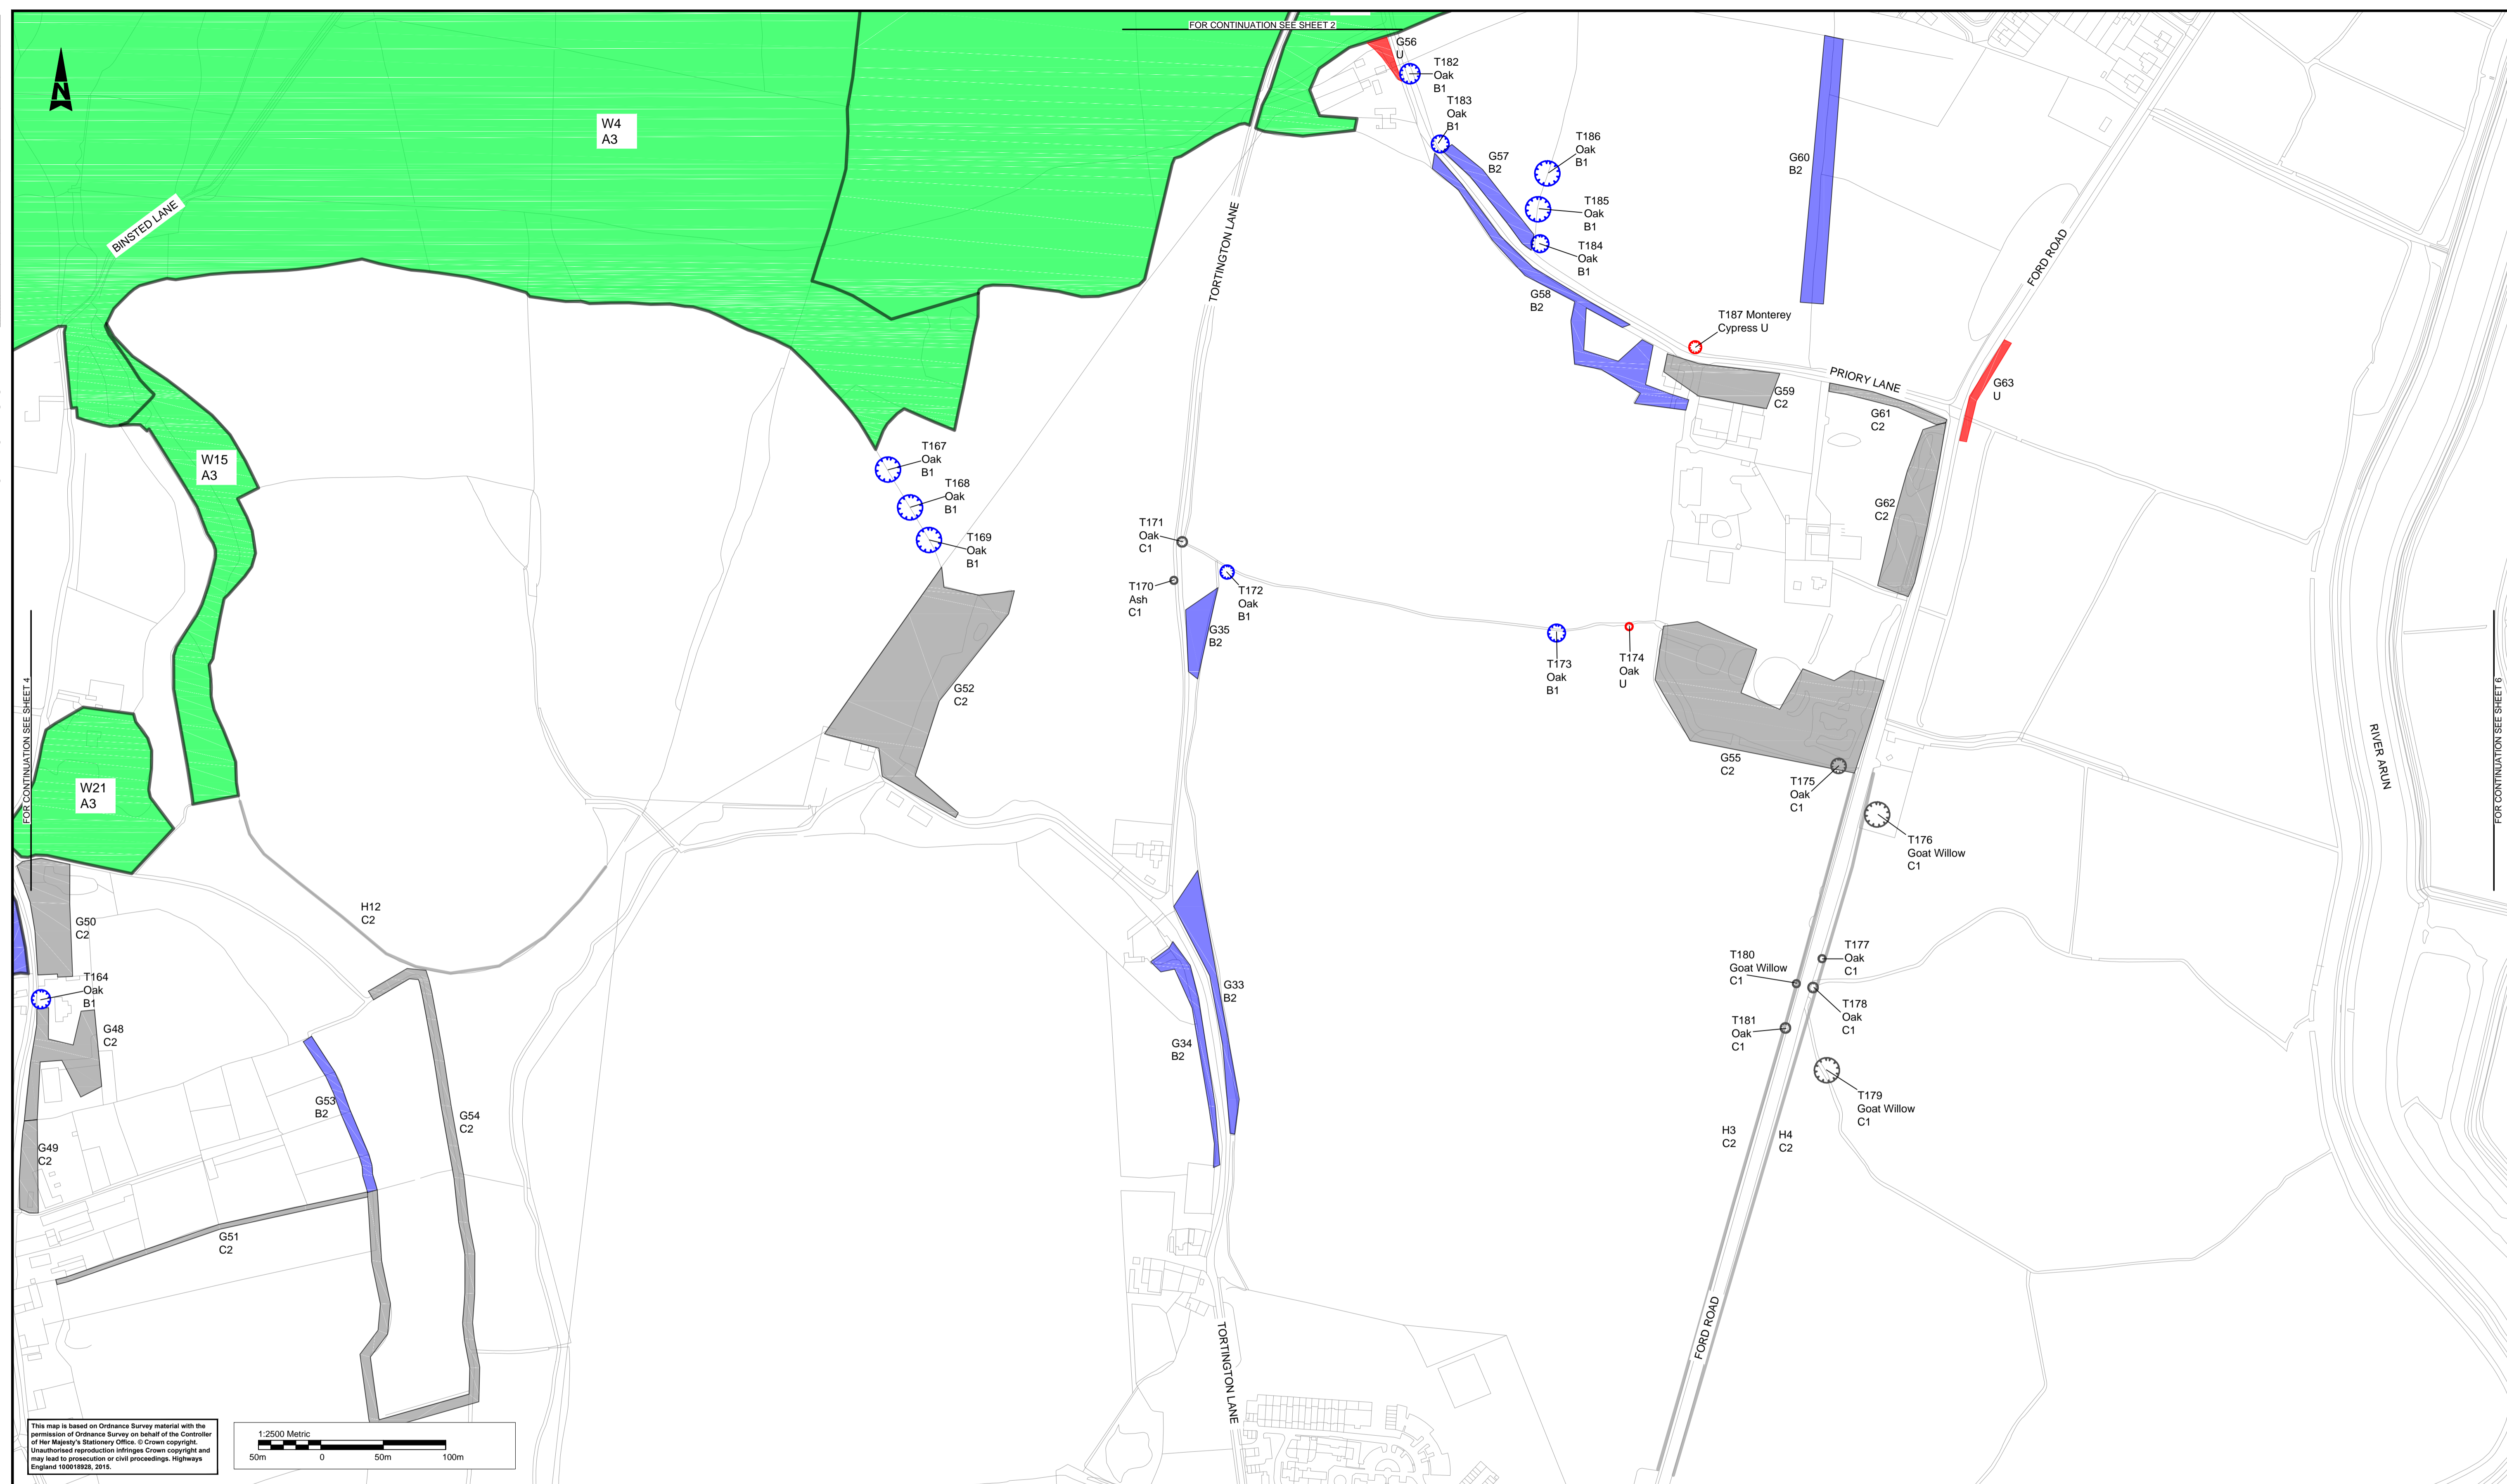 FOR CONTINUATION SEE SHEET 2
N
G56
U
T182
Oak
B1
T183
Oak
B1
W4
A3
T186
Oak
B1
G57
B2
G60
B2
T185
Oak
B1
BINSTED LANE
TORTINGTON LANE
T184
Oak
B1
FORD ROAD
G58
B2
T187 Monterey
Cypress U
PRIORY LANE
G63
U
G59
C2
G61
C2
W15
A3
T167
Oak
B1
T168
Oak
B1
G62
C2
T171
Oak
C1
T169
Oak
B1
T170
Ash
C1
T172
Oak
B1
G35
B2
T173
Oak
B1
T174
Oak
U
G52
C2
FOR CONTINUATION SEE SHEET 4
FOR CONTINUATION SEE SHEET 6
RIVER ARUN
G55
C2
W21
A3
T175
Oak
C1
T176
Goat Willow
C1
H12
C2
G50
C2
T164
Oak
B1
T180
Goat Willow
C1
T177
Oak
C1
G33
B2
T178
Oak
C1
T181
Oak
C1
G48
C2
G34
B2
G53
B2
G54
C2
T179
Goat Willow
C1
H3
C2
H4
C2
G49
C2
G51
C2
FORD ROAD
TORTINGTON LANE
This map is based on Ordnance Survey material with the
permission of Ordnance Survey on behalf of the Controller
of Her Majesty's Stationery Office. © Crown copyright.
Unauthorised reproduction infringes Crown copyright and
may lead to prosecution or civil proceedings. Highways
England 100018928, 2015.
1:2500 Metric
50m 0 50m 100m